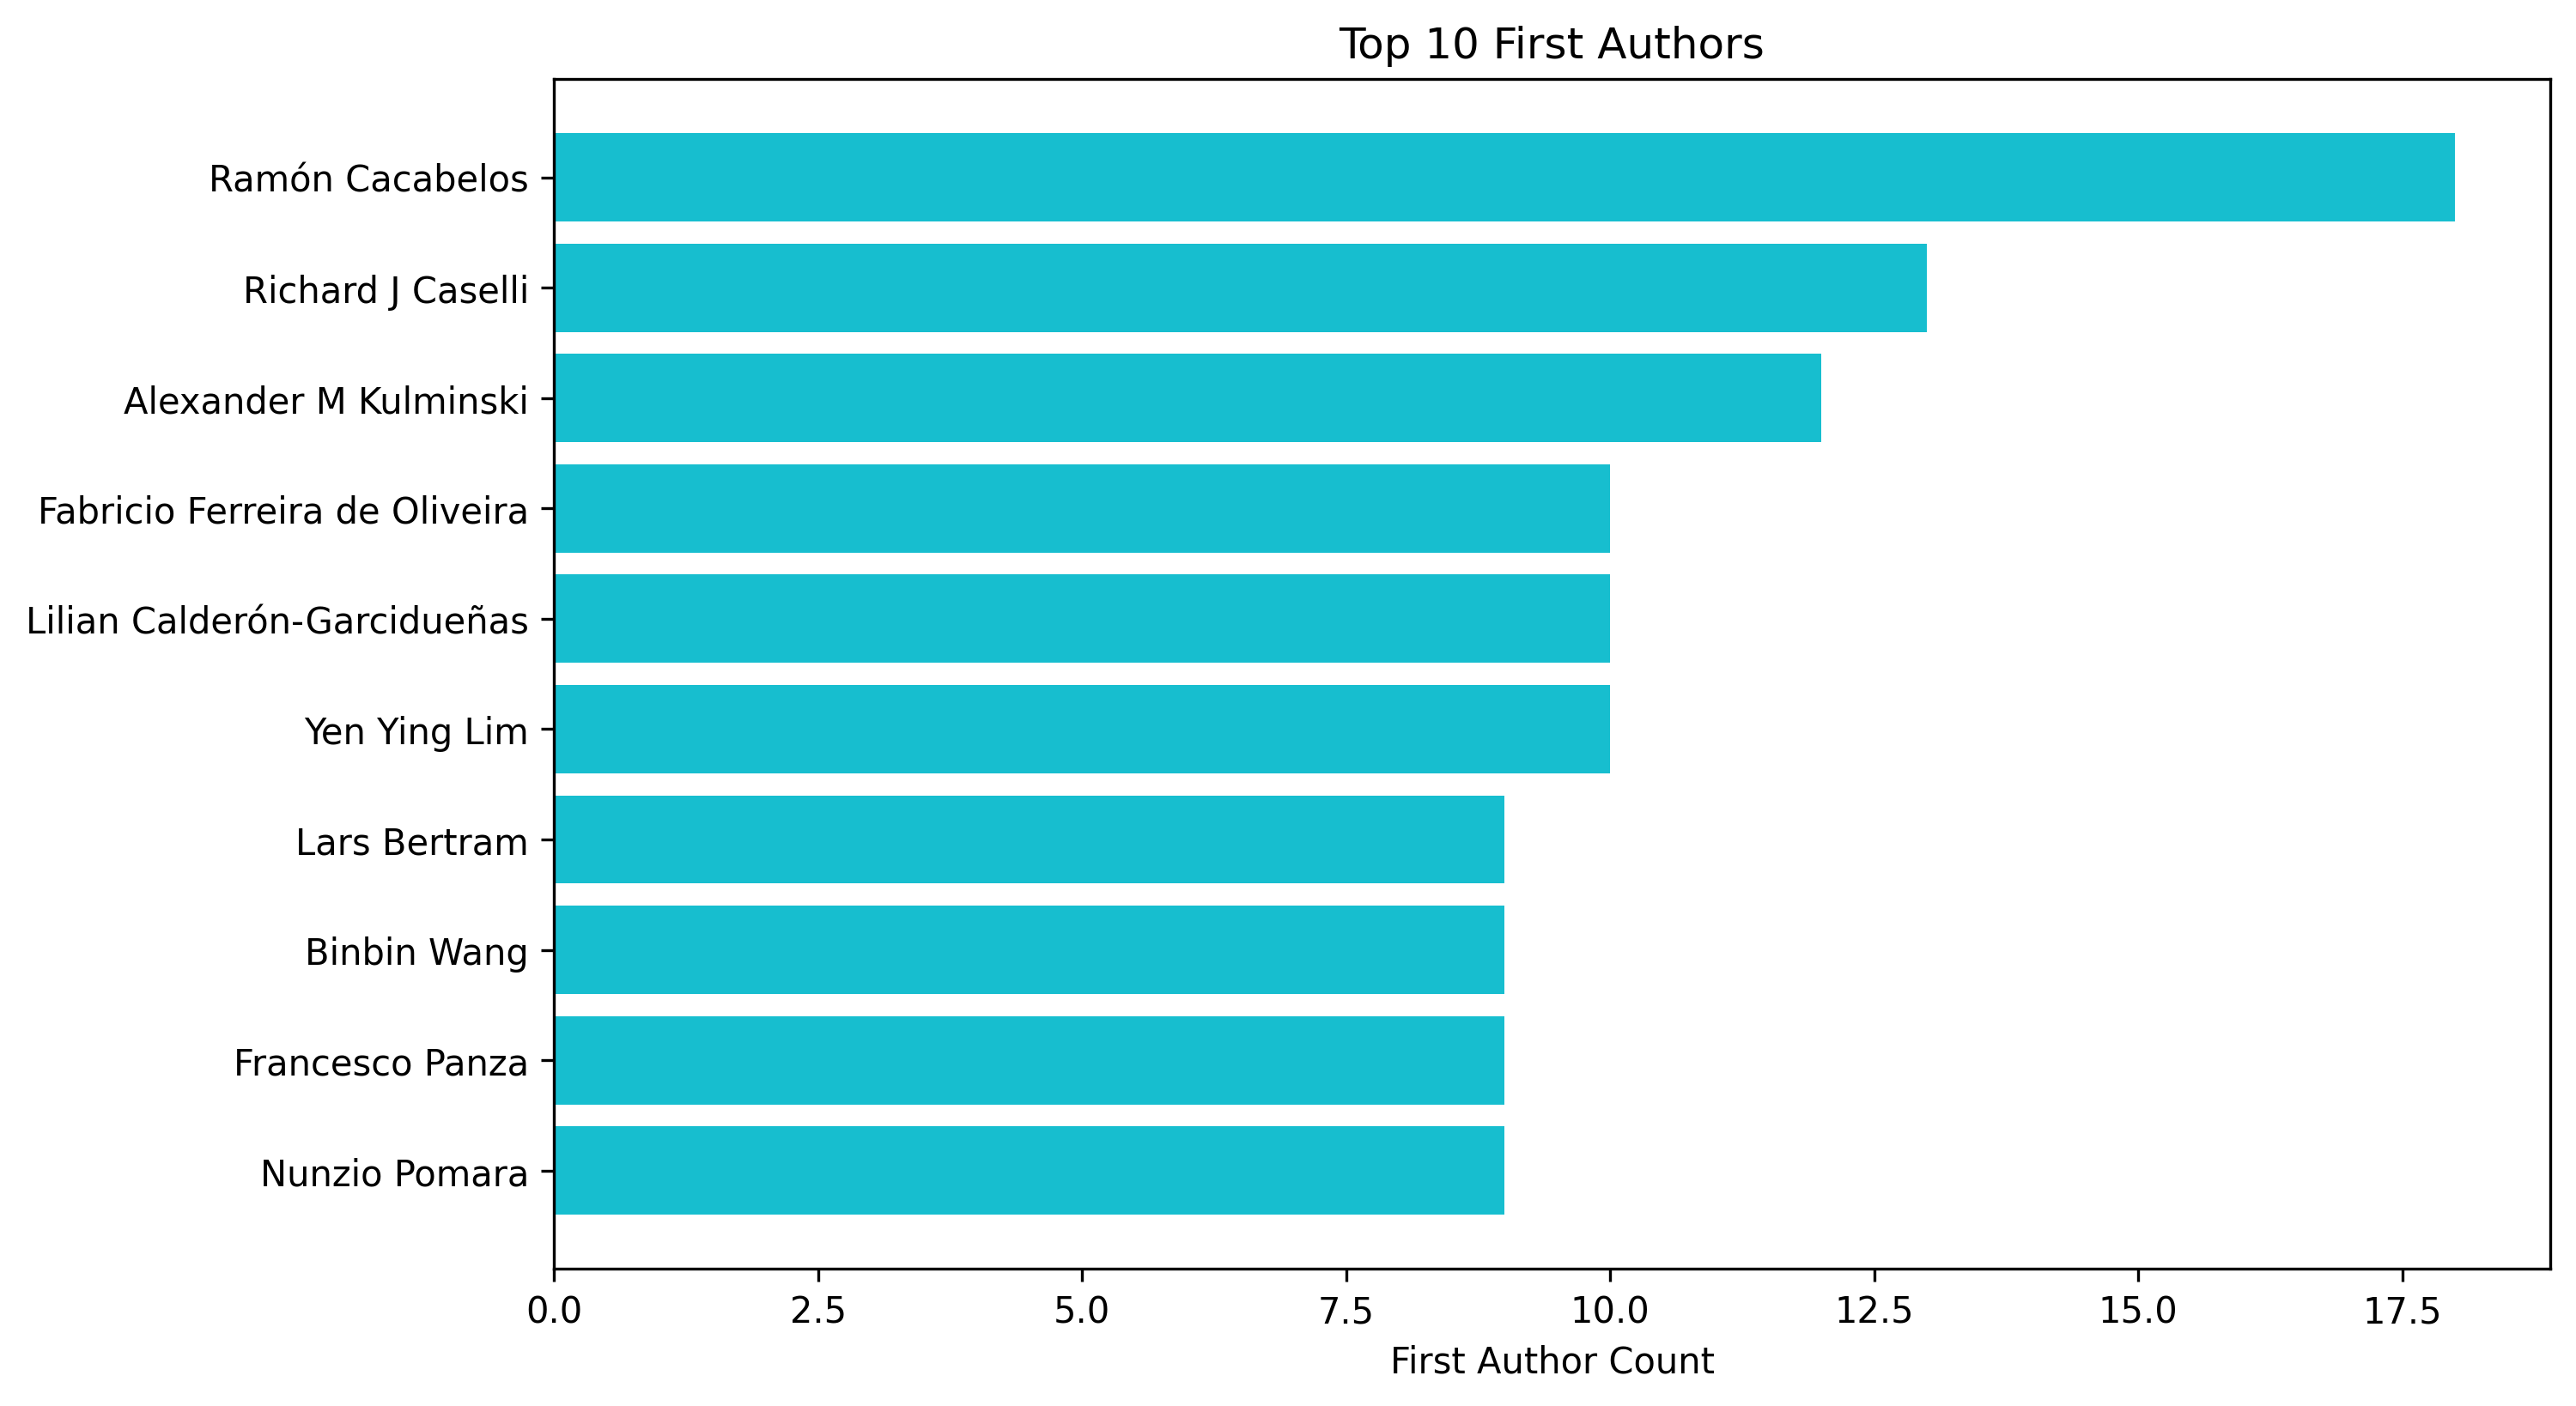 Top 10 First Authors
Ramón Cacabelos
Richard J Caselli
Alexander M Kulminski
Fabricio Ferreira de Oliveira
Lilian Calderón-Garcidueñas
Yen Ying Lim
Lars Bertram
Binbin Wang
Francesco Panza
Nunzio Pomara
0.0 2.5 5.0 7.5 10.0 12.5 15.0 17.5
First Author Count